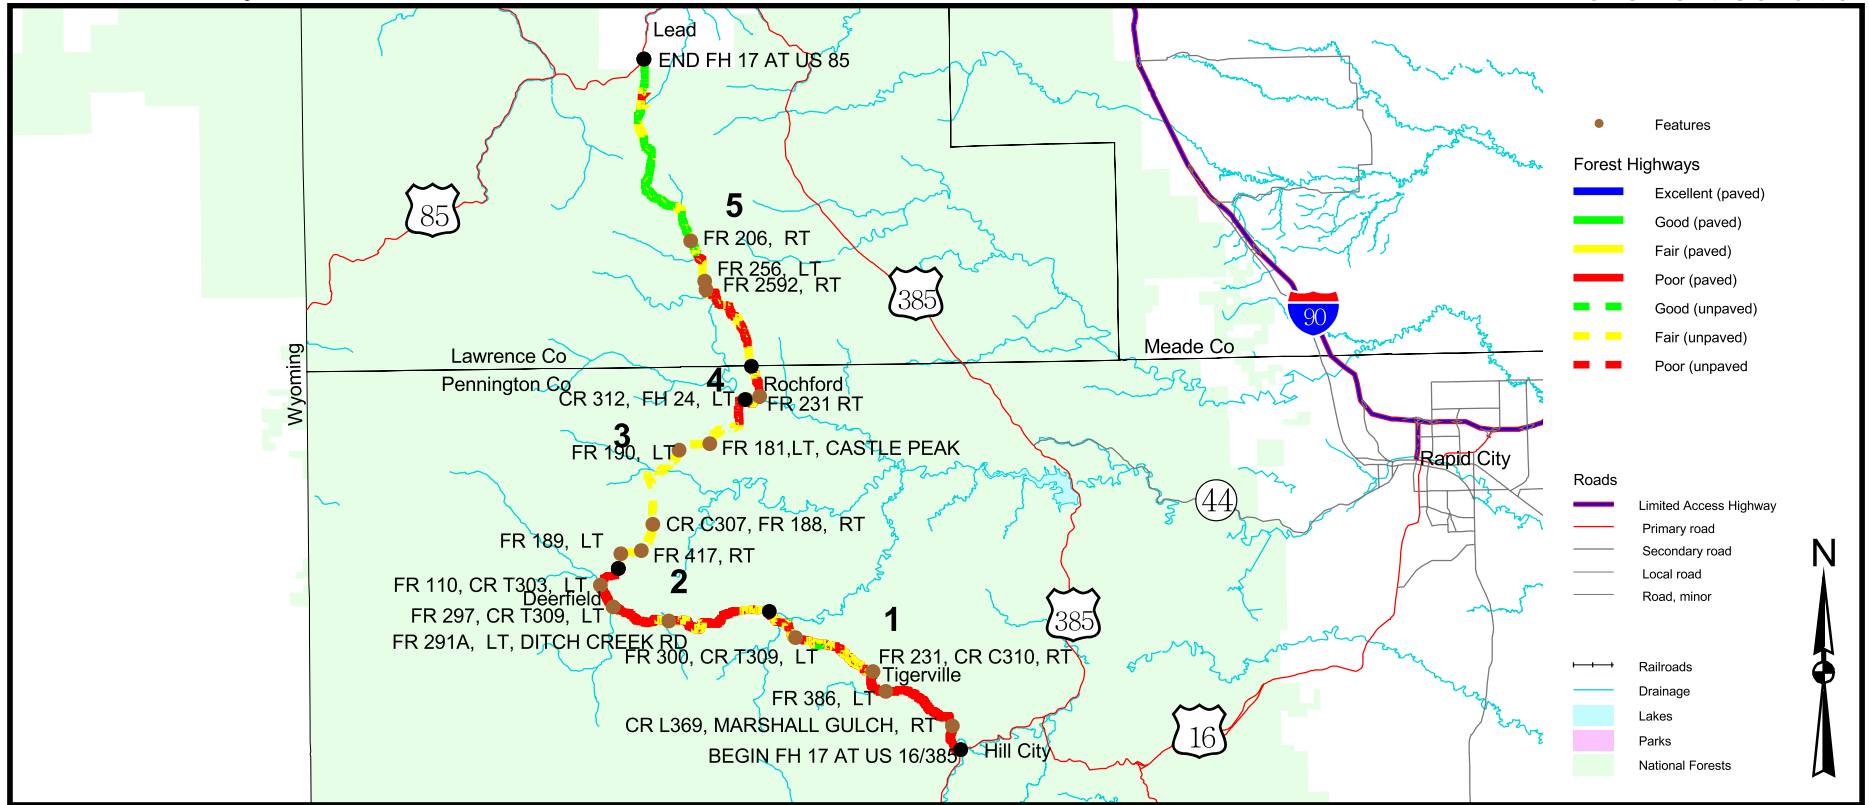 Lead
END FH 17 AT US 85
85
5
FR 206, RT
FR 256, LT
FR 2592, RT
385
90
Wyoming
Lawrence Co
Meade Co
Pennington Co
4
Rochford
CR 312, FH 24, LT
FR 231 RT
3
FR 190, LT
FR 181,LT, CASTLE PEAK
Rapid City
44
CR C307, FR 188, RT
FR 189, LT
FR 417, RT
2
FR 110, CR T303, LT
Deerfield
FR 297, CR T309, LT
1
385
FR 291A, LT, DITCH CREEK RD
FR 300, CR T309, LT
FR 231, CR C310, RT
Tigerville
FR 386, LT
CR L369, MARSHALL GULCH, RT
16
BEGIN FH 17 AT US 16/385
Hill City
Features
Forest Highways
Excellent (paved)
Good (paved)
Fair (paved)
Poor (paved)
Good (unpaved)
Fair (unpaved)
Poor (unpaved
Roads
Limited Access Highway
Primary road
Secondary road
Local road
Road, minor
Railroads
Drainage
Lakes
Parks
National Forests
N